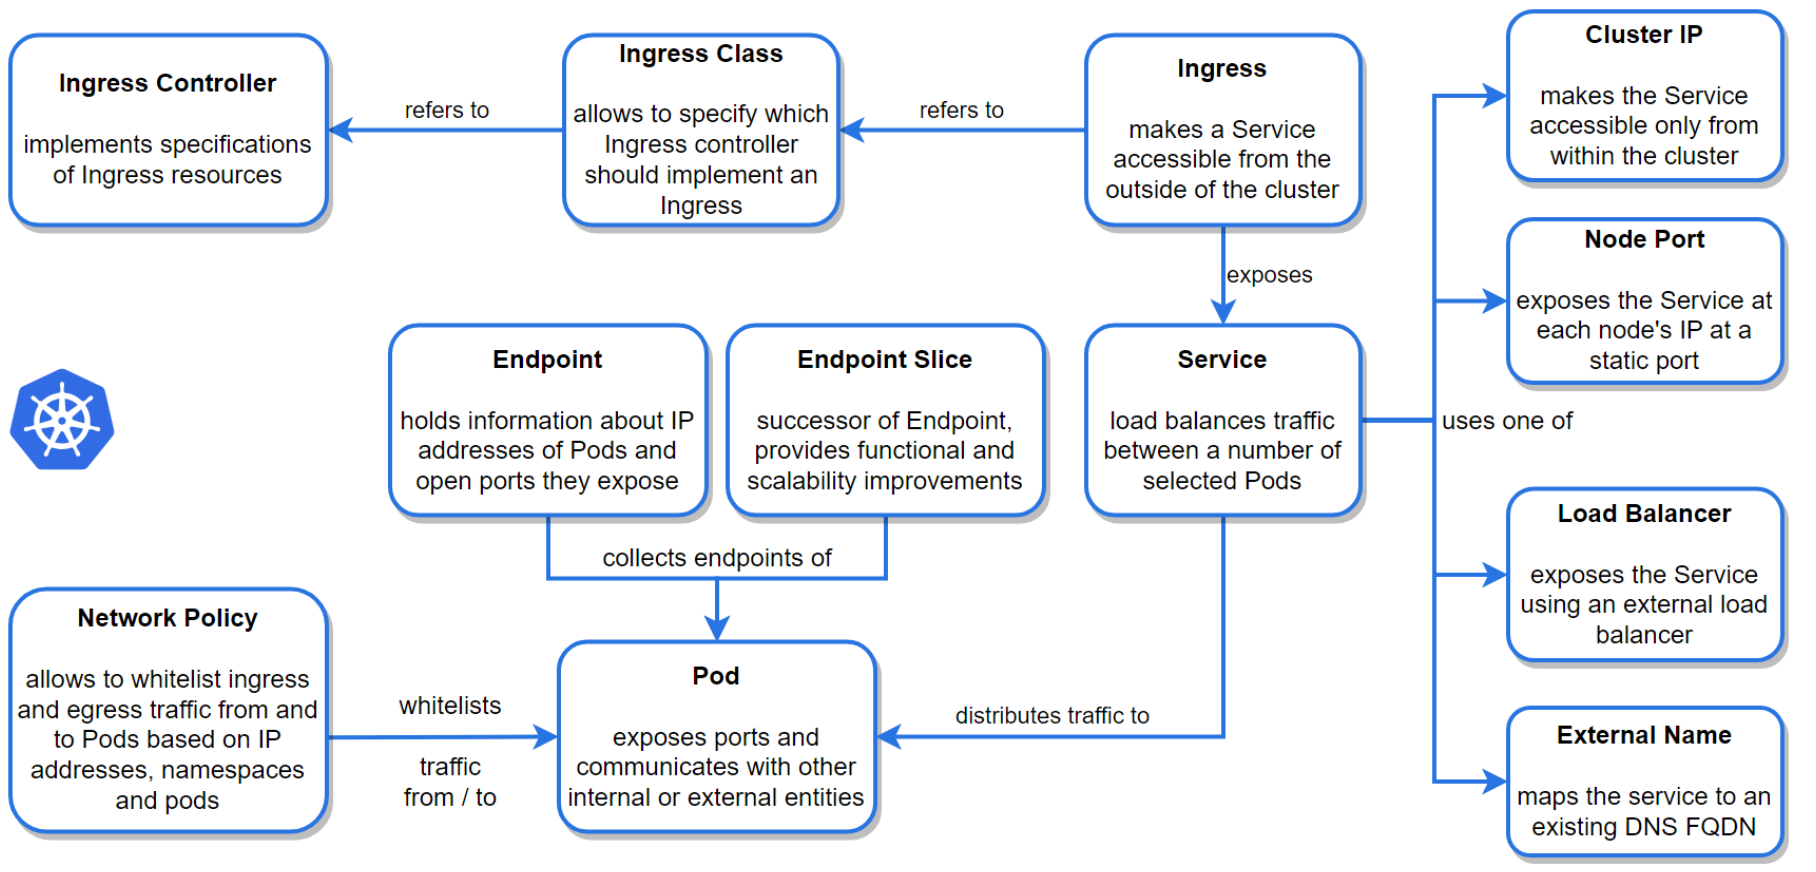 Ingress Controller
implements specifications
of Ingress resources
refers to
Ingress Class
allows to specify which
Ingress controller
should implement an
Ingress
refers to
Ingress
makes a Service
accessible from the
outside of the cluster
exposes
Cluster IP
makes the Service
accessible only from
within the cluster
Node Port
exposes the Service at
each node's IP at a
static port
Endpoint
holds information about IP
addresses of Pods and
open ports they expose
Endpoint Slice
successor of Endpoint,
provides functional and
scalability improvements
Service
load balances traffic
between a number of
selected Pods
uses one of
collects endpoints of
Load Balancer
exposes the Service
using an external load
balancer
Network Policy
allows to whitelist ingress
and egress traffic from and
to Pods based on IP
addresses, namespaces
and pods
whitelists
traffic
from / to
Pod
exposes ports and
communicates with other
internal or external entities
distributes traffic to
External Name
maps the service to an
existing DNS FQDN